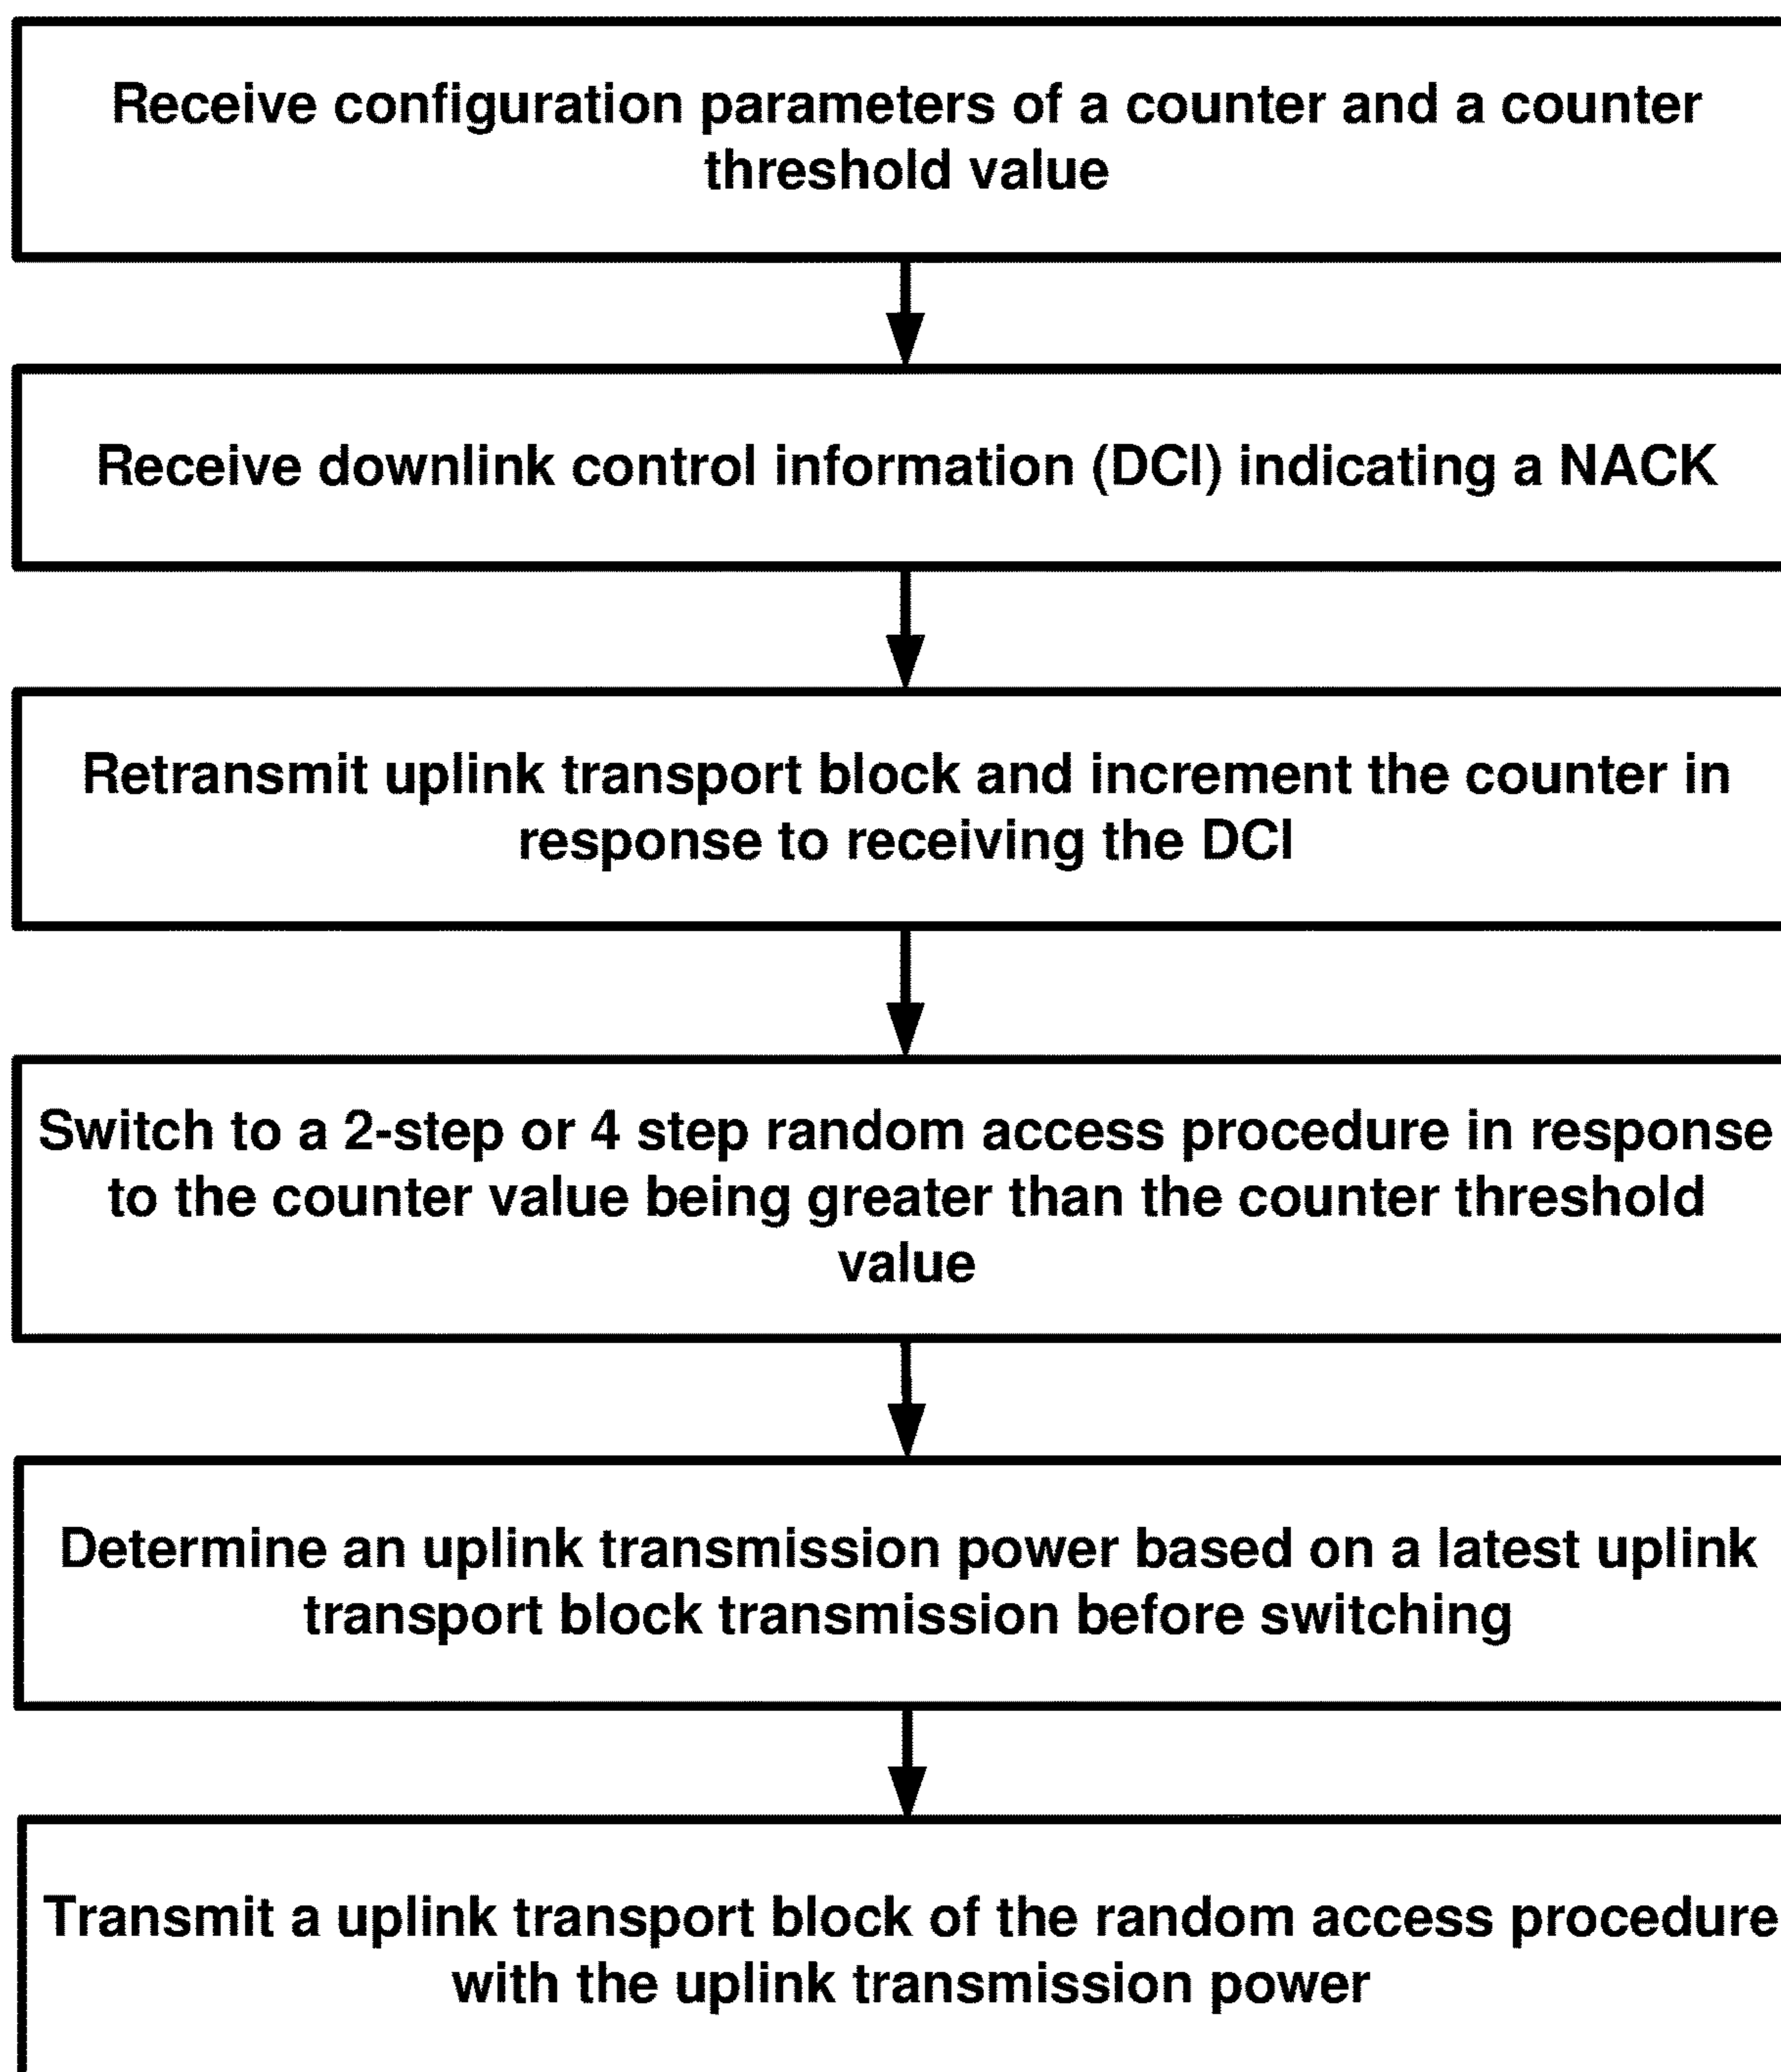 Receive configuration parameters of a counter and a counter
threshold value
Receive downlink control information (DCI) indicating a NACK
Retransmit uplink transport block and increment the counter in
response to receiving the DCI
Switch to a 2-step or 4 step random access procedure in response
to the counter value being greater than the counter threshold
value
Determine an uplink transmission power based on a latest uplink
transport block transmission before switching
Transmit a uplink transport block of the random access procedure
with the uplink transmission power